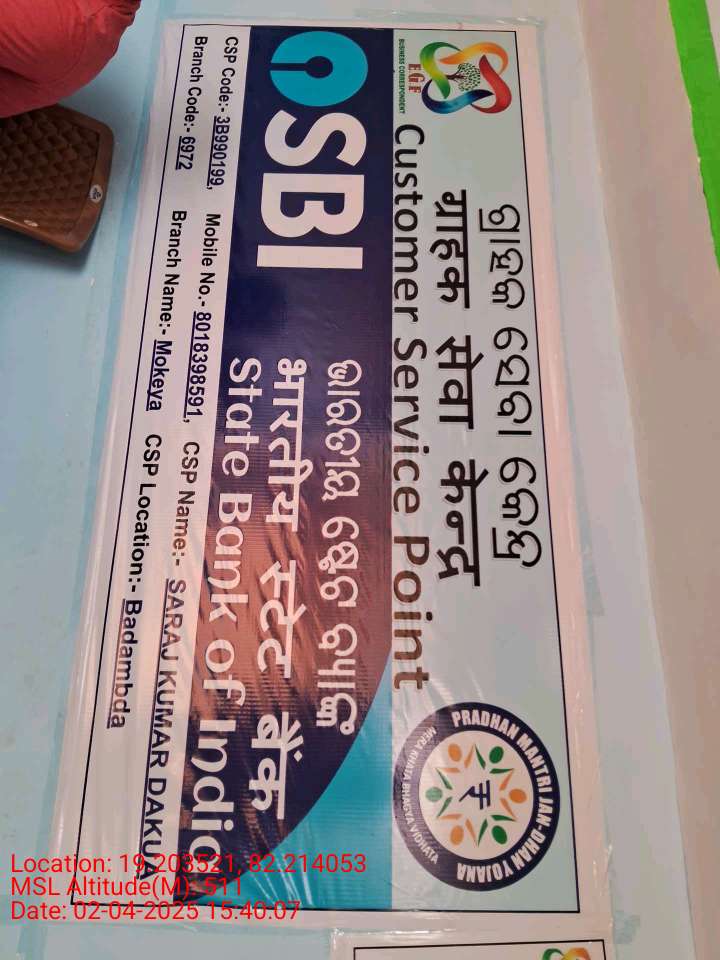 ଗ୍ରାହକ ସେବା କେନ୍ଦ୍ର
ग्राहक सेवा केन्द्र
Customer Service Point
EGF
BUSINESS CORRESPONDENT
PRADHAN MANTRI JAN-DHAN YOJANA
MERA KHATA BHAGYA VIDHATA
SBI
ଭାରତୀୟ ଷ୍ଟେଟ ବ୍ୟାଙ୍କ
भारतीय स्टेट बैंक
State Bank of India
CSP Code:- 3B990199, Mobile No.- 8018398591, CSP Name:- SARAJ KUMAR DAKUA
Branch Code:- 6972 Branch Name:- Mokeya CSP Location:- Badambda
Location: 19.203521, 82.214053
MSL Altitude(M): 511
Date: 02-04-2025 15:40:07